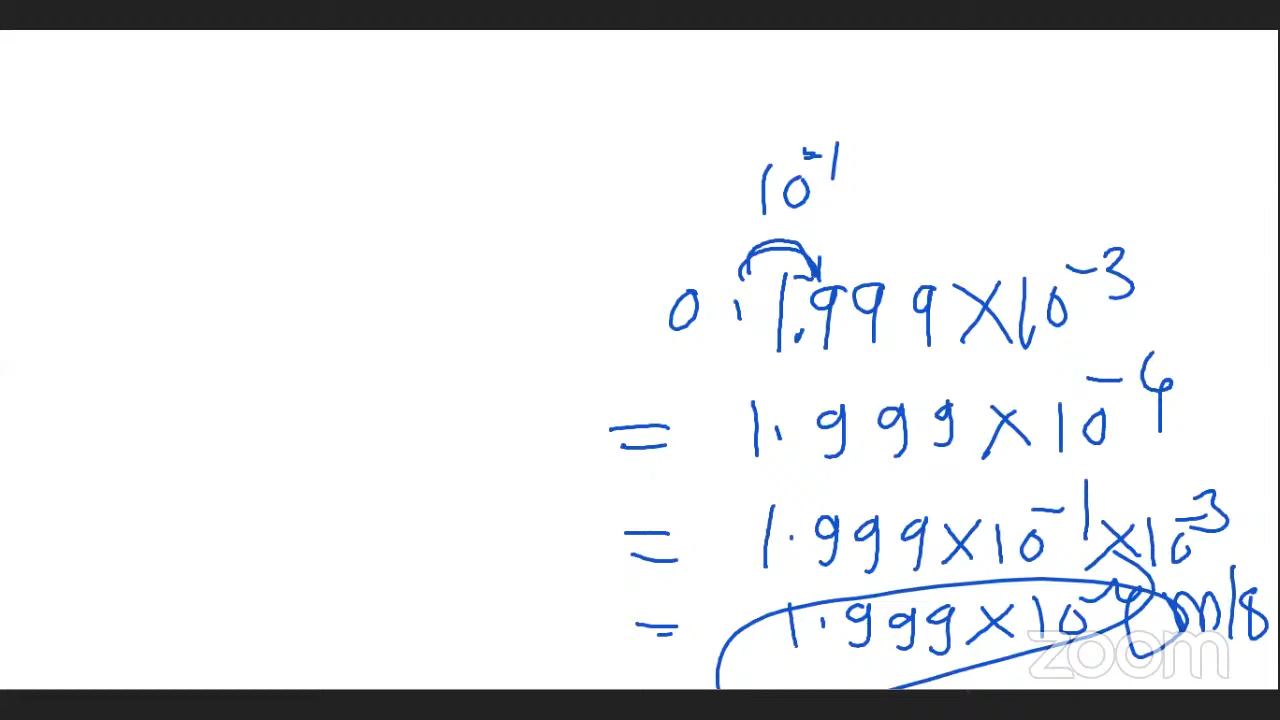 10⁻¹
0.1.999×10⁻³
= 1.999×10⁻⁴
= 1.999×10⁻¹×10⁻³
= 1.999×10⁻⁴ m/s
zoom